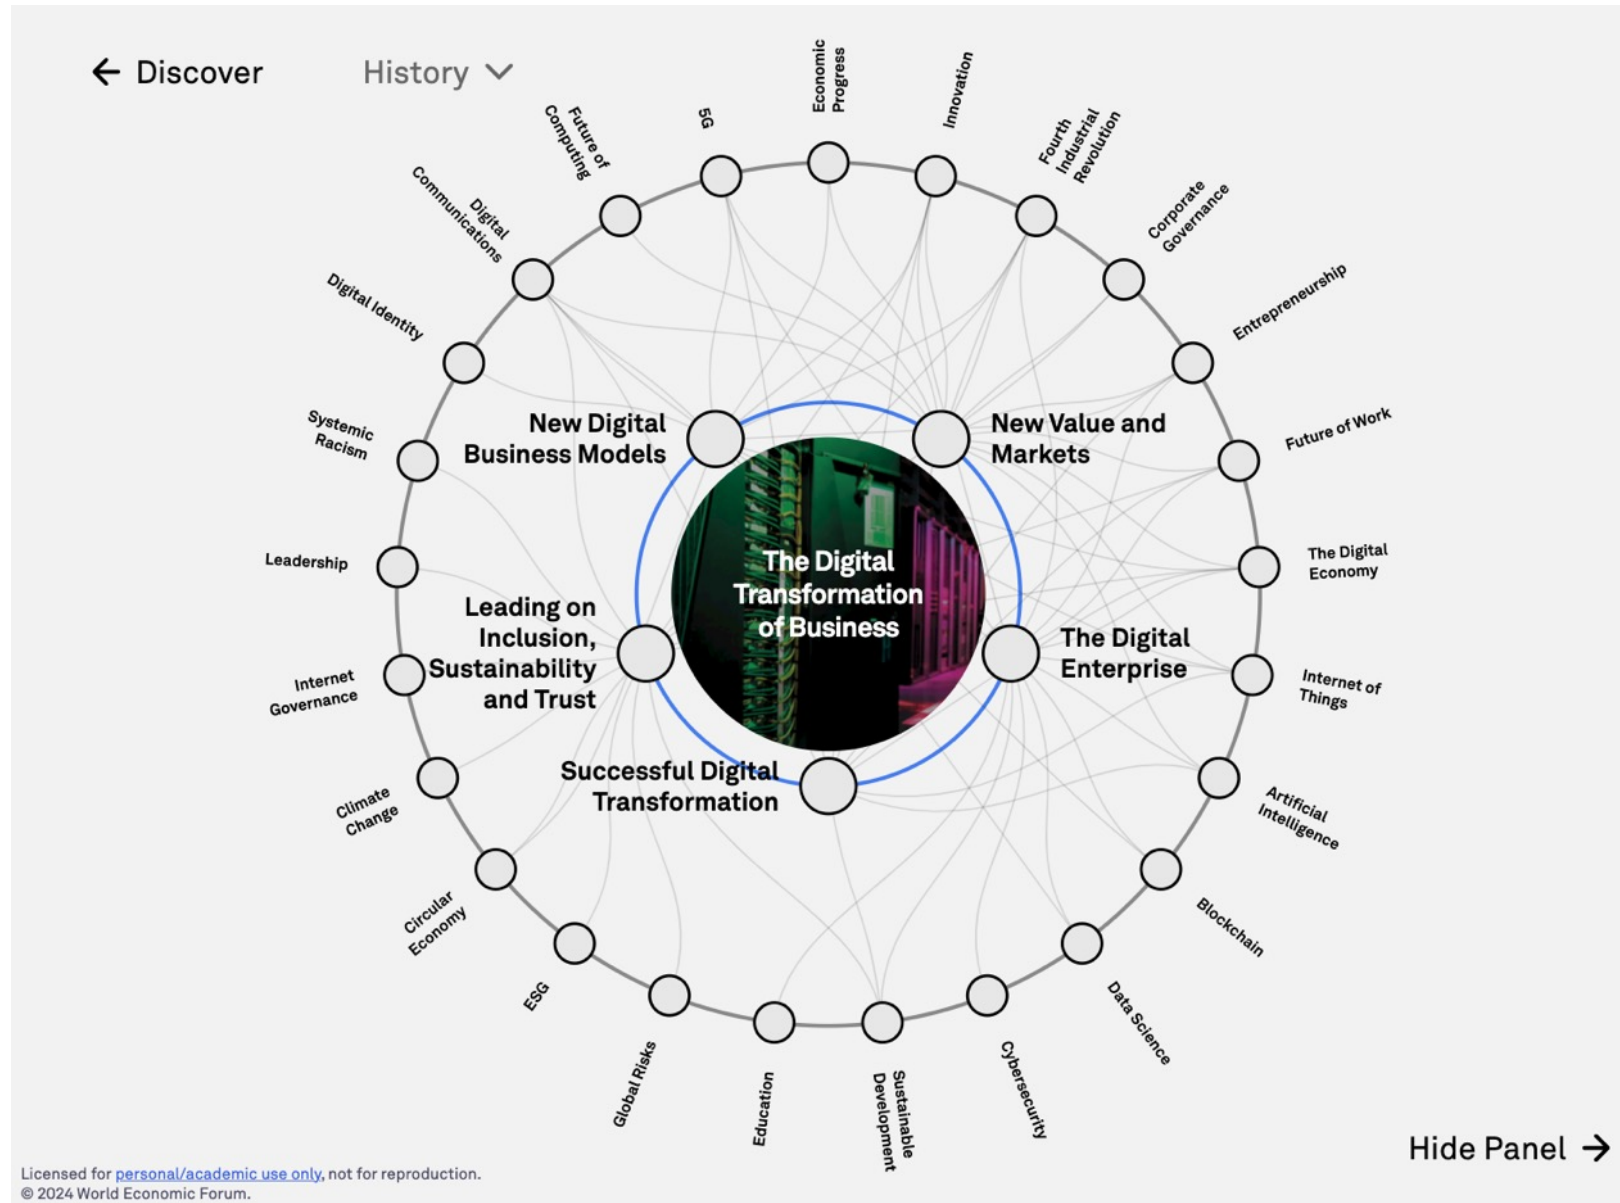 Discover
History
Economic
Progress
Innovation
Fourth
Industrial
Revolution
Corporate
Governance
Entrepreneurship
Future of Work
The Digital
Economy
Internet of
Things
Artificial
Intelligence
Blockchain
Data Science
Cybersecurity
Sustainable
Development
Education
Global Risks
ESG
Circular
Economy
Climate
Change
Internet
Governance
Leadership
Systemic
Racism
Digital Identity
Digital
Communications
Future of
Computing
5G
New Digital
Business Models
New Value and
Markets
The Digital
Transformation
of Business
Leading on
Inclusion,
Sustainability
and Trust
The Digital
Enterprise
Successful Digital
Transformation
Hide Panel
Licensed for personal/academic use only, not for reproduction.
© 2024 World Economic Forum.